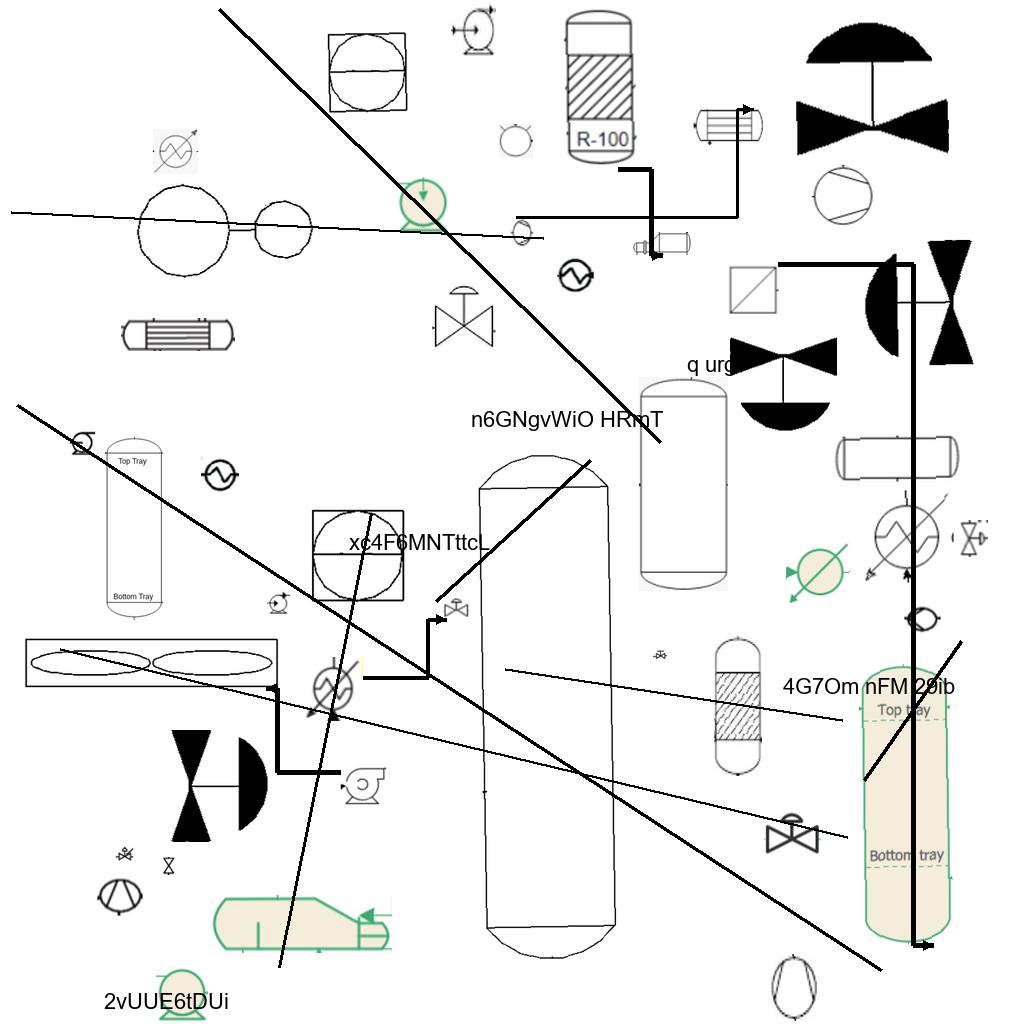 R-100
q urg
n6GNgvWiO HRmT
Top Tray
xc4F6MNTttcL
Bottom Tray
4G7Om nFM 29ib
Top tray
Bottom tray
2vUUE6tDUi